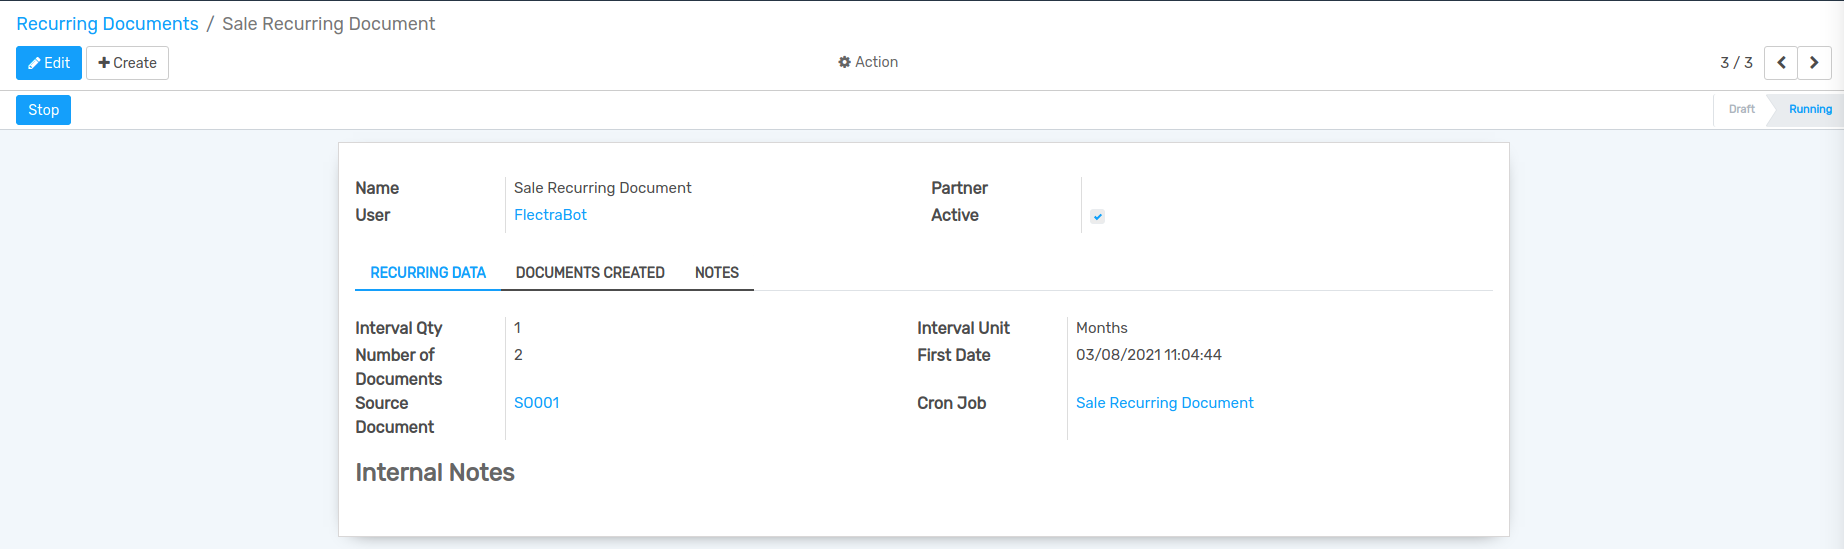 Recurring Documents / Sale Recurring Document
Edit Create Action 3 / 3
Stop Draft Running
Name Sale Recurring Document Partner
User FlectraBot Active
RECURRING DATA DOCUMENTS CREATED NOTES
Interval Qty 1 Interval Unit Months
Number of Documents 2 First Date 03/08/2021 11:04:44
Source Document SO001 Cron Job Sale Recurring Document
Internal Notes